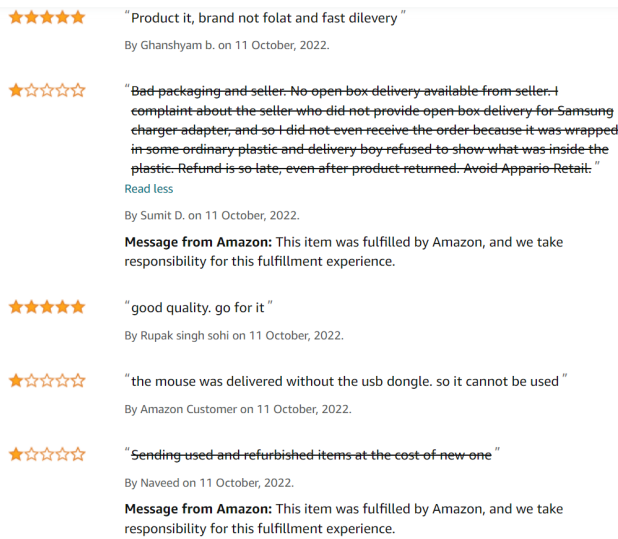 "Product it, brand not folat and fast dilevery"
By Ghanshyam b. on 11 October, 2022.
"Bad packaging and seller. No open box delivery available from seller. I
complaint about the seller who did not provide open box delivery for Samsung
charger adapter, and so I did not even receive the order because it was wrapped
in some ordinary plastic and delivery boy refused to show what was inside the
plastic. Refund is so late, even after product returned. Avoid Appario Retail."
Read less
By Sumit D. on 11 October, 2022.
Message from Amazon: This item was fulfilled by Amazon, and we take
responsibility for this fulfillment experience.
"good quality. go for it"
By Rupak singh sohi on 11 October, 2022.
"the mouse was delivered without the usb dongle. so it cannot be used"
By Amazon Customer on 11 October, 2022.
"Sending used and refurbished items at the cost of new one"
By Naveed on 11 October, 2022.
Message from Amazon: This item was fulfilled by Amazon, and we take
responsibility for this fulfillment experience.